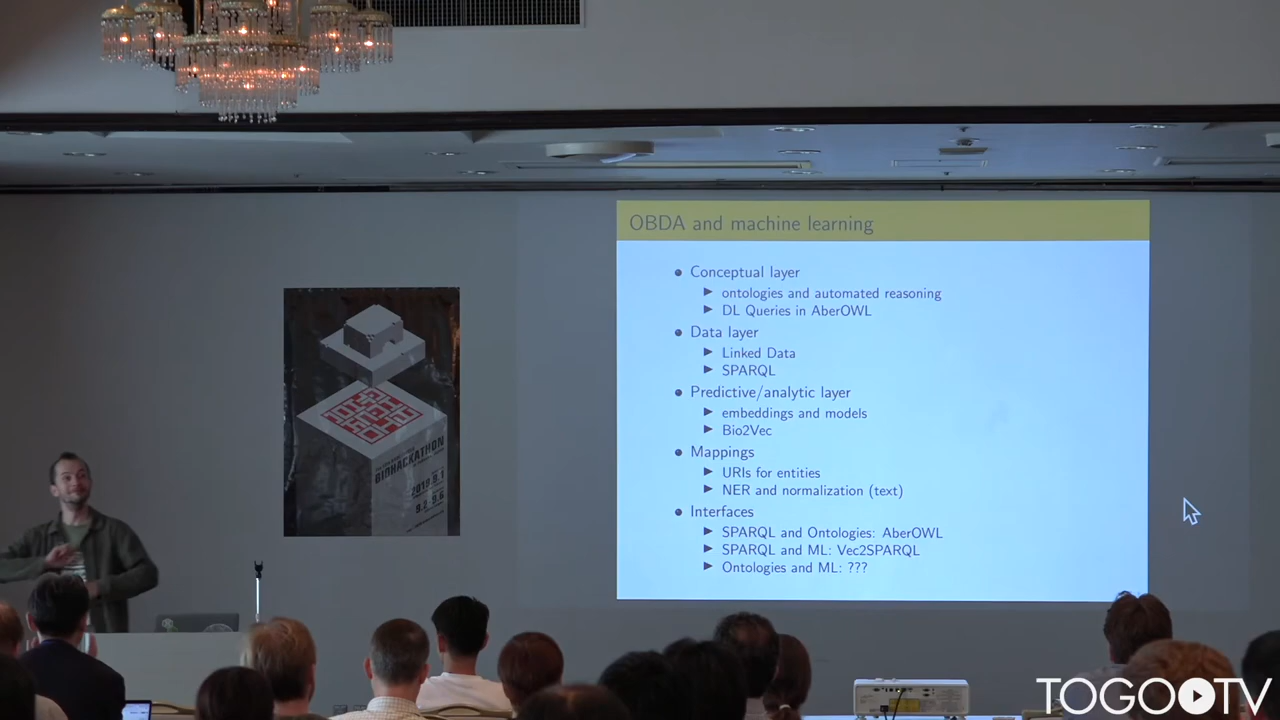 OBDA and machine learning
Conceptual layer
ontologies and automated reasoning
DL Queries in AberOWL
Data layer
Linked Data
SPARQL
Predictive/analytic layer
embeddings and models
Bio2Vec
Mappings
URIs for entities
NER and normalization (text)
Interfaces
SPARQL and Ontologies: AberOWL
SPARQL and ML: Vec2SPARQL
Ontologies and ML: ???
BIOHACKATHON
TOGO TV